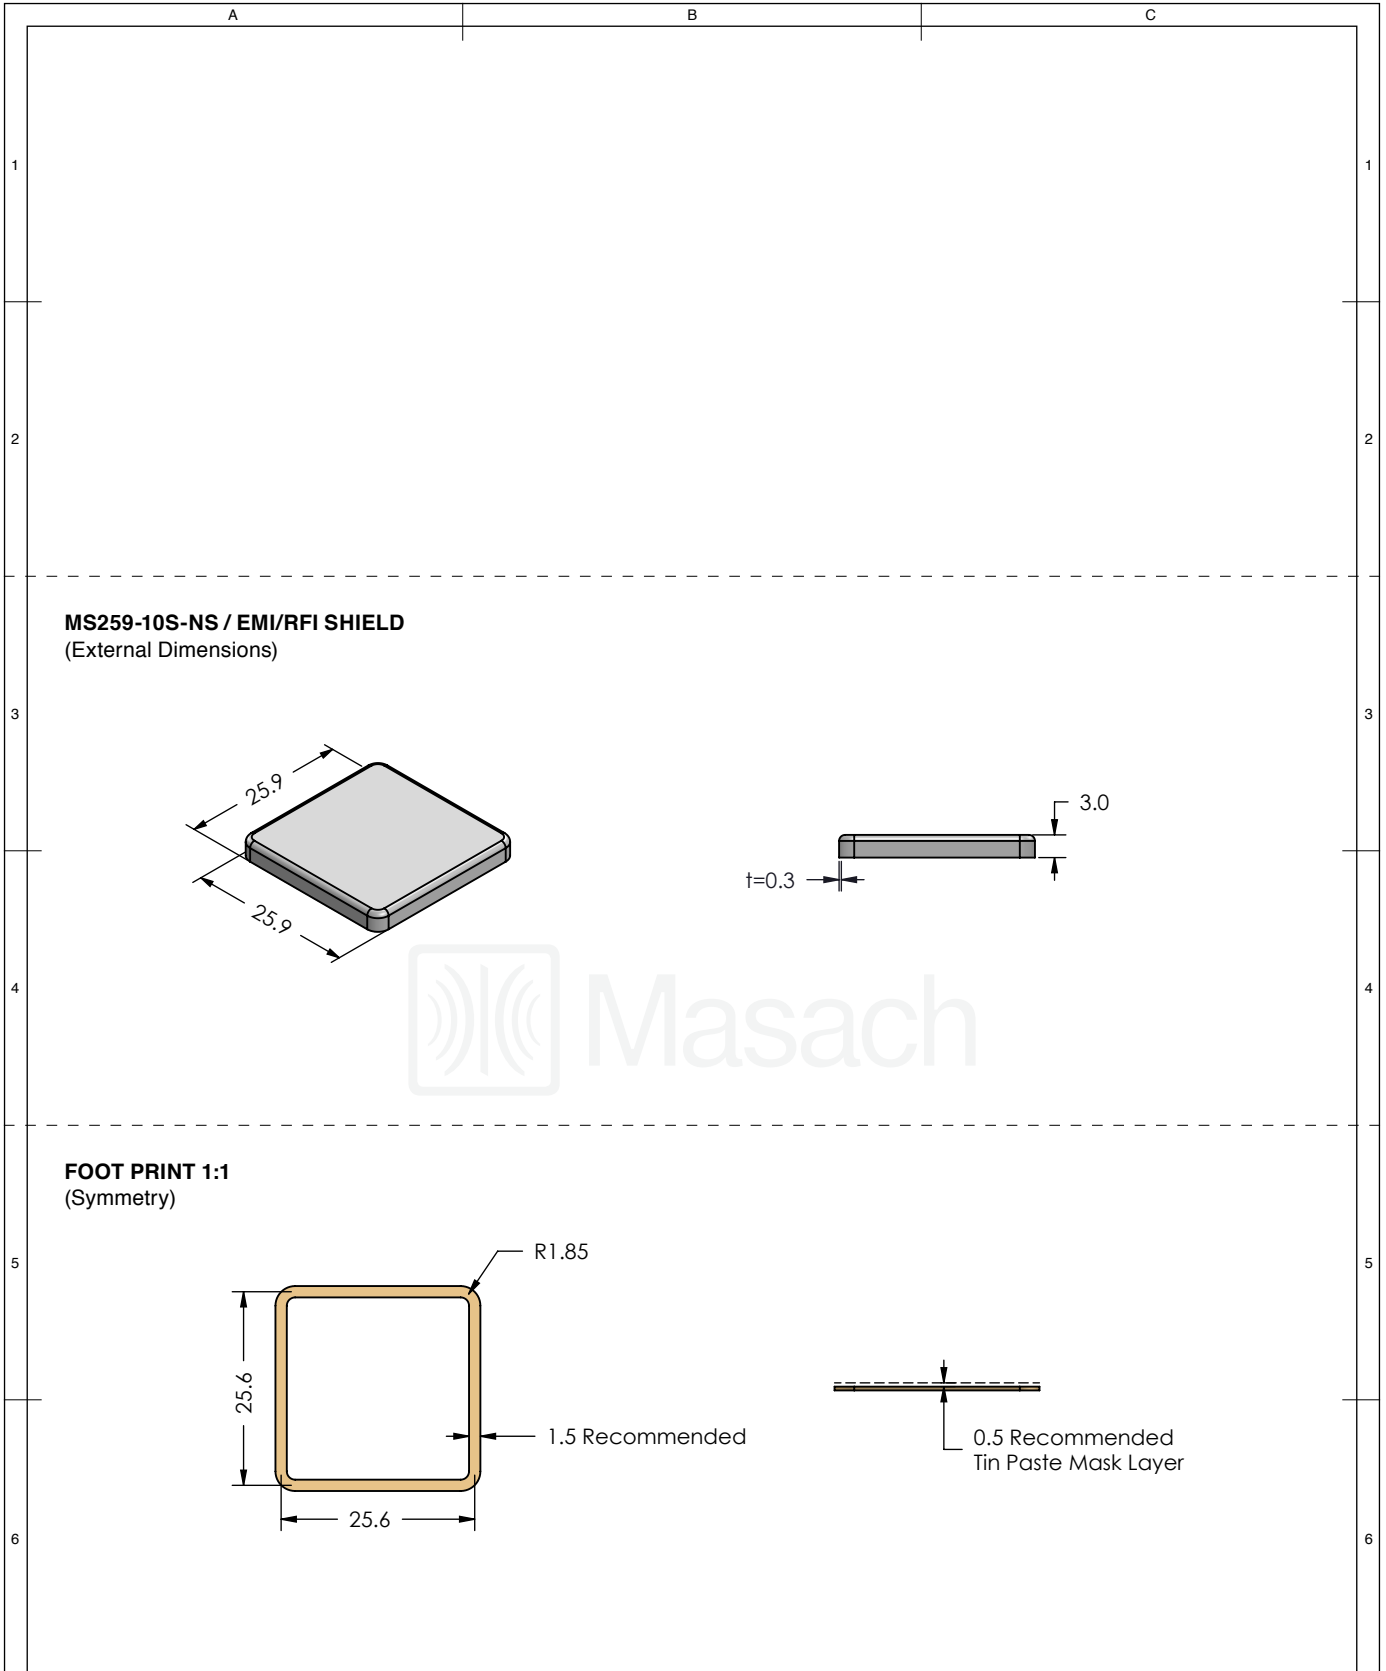 A B C
1 1
2 2
MS259-10S-NS / EMI/RFI SHIELD
(External Dimensions)
3 3
25.9
3.0
t=0.3
25.9
Masach
4 4
FOOT PRINT 1:1
(Symmetry)
R1.85
5 5
25.6
1.5 Recommended
0.5 Recommended
Tin Paste Mask Layer
25.6
6 6